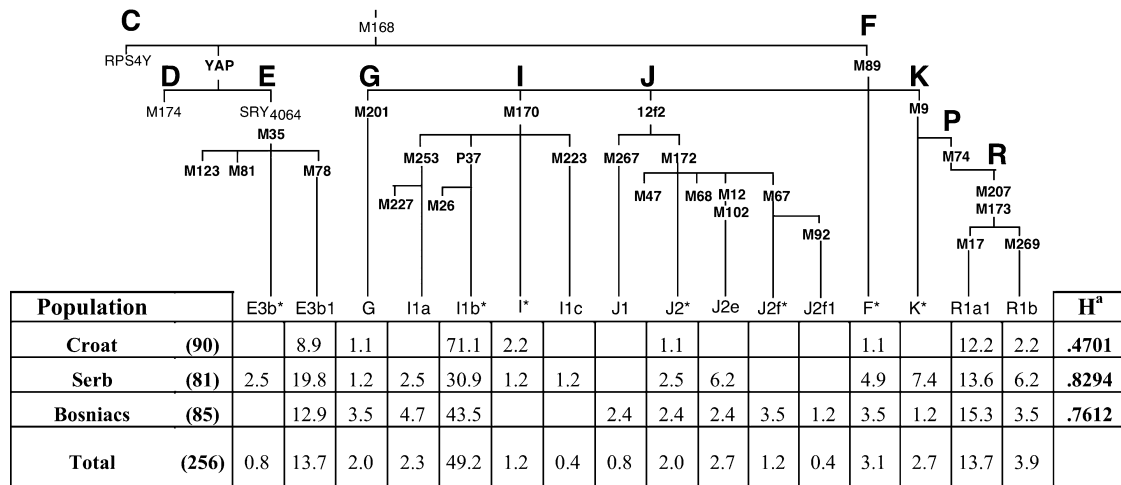 C M168 F
RPS4Y YAP M89
D E G I J K
M174 SRY4064 M201 M170 12f2 M9
M35 P
M253 P37 M223 M267 M172 M74 R
M123 M81 M78
M227 M26 M47 M68 M12 M67 M207
M102 M173
M92 M17 M269
Population E3b* E3b1 G I1a I1b* I* I1c J1 J2* J2e J2f* J2f1 F* K* R1a1 R1b Hª
Croat (90) 8.9 1.1 71.1 2.2 1.1 1.1 12.2 2.2 .4701
Serb (81) 2.5 19.8 1.2 2.5 30.9 1.2 1.2 2.5 6.2 4.9 7.4 13.6 6.2 .8294
Bosniacs (85) 12.9 3.5 4.7 43.5 2.4 2.4 2.4 3.5 1.2 3.5 1.2 15.3 3.5 .7612
Total (256) 0.8 13.7 2.0 2.3 49.2 1.2 0.4 0.8 2.0 2.7 1.2 0.4 3.1 2.7 13.7 3.9